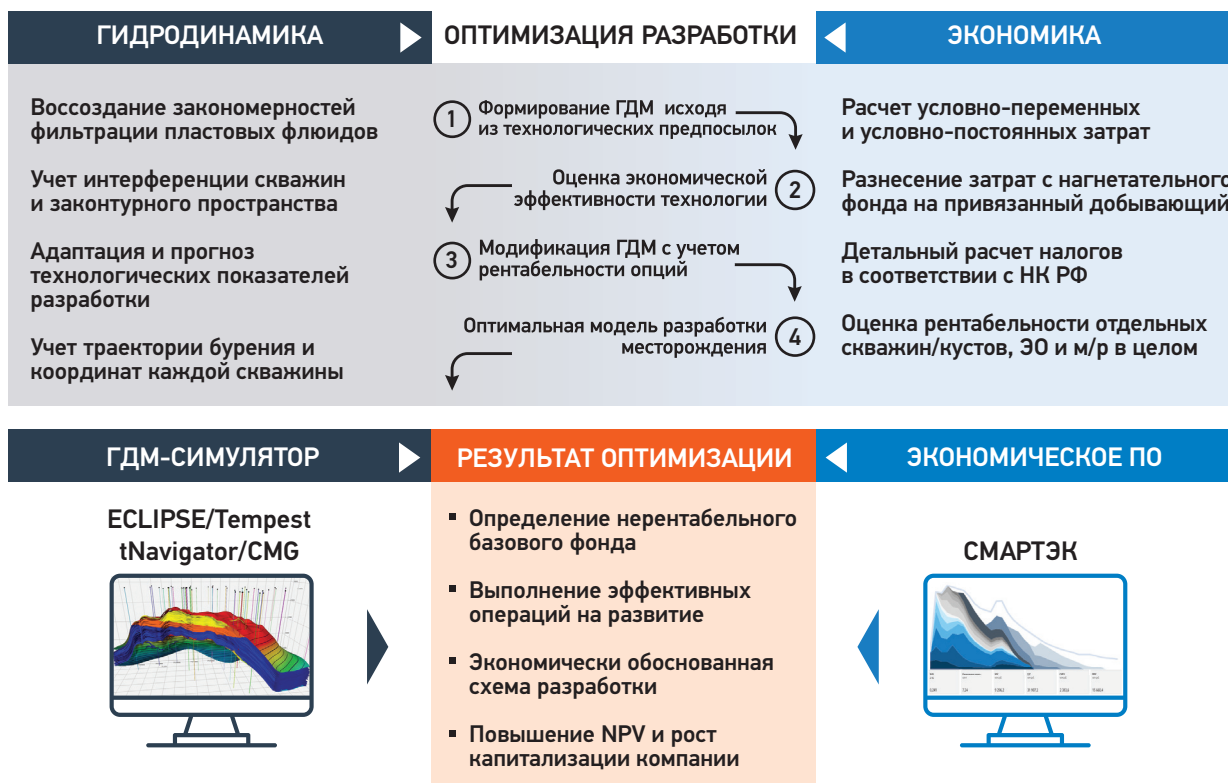 ГИДРОДИНАМИКА
ОПТИМИЗАЦИЯ РАЗРАБОТКИ
ЭКОНОМИКА
Воссоздание закономерностей
фильтрации пластовых флюидов
Учет интерференции скважин
и законтурного пространства
Адаптация и прогноз
технологических показателей
разработки
Учет траектории бурения и
координат каждой скважины
1
Формирование ГДМ исходя
из технологических предпосылок
Оценка экономической
эффективности технологии
2
3
Модификация ГДМ с учетом
рентабельности опций
Оптимальная модель разработки
месторождения
4
Расчет условно-переменных
и условно-постоянных затрат
Разнесение затрат с нагнетательного
фонда на привязанный добывающий
Детальный расчет налогов
в соответствии с НК РФ
Оценка рентабельности отдельных
скважин/кустов, ЭО и м/р в целом
ГДМ-СИМУЛЯТОР
РЕЗУЛЬТАТ ОПТИМИЗАЦИИ
ЭКОНОМИЧЕСКОЕ ПО
ECLIPSE/Tempest
tNavigator/CMG
▪ Определение нерентабельного
базового фонда
▪ Выполнение эффективных
операций на развитие
▪ Экономически обоснованная
схема разработки
▪ Повышение NPV и рост
капитализации компании
СМАРТЭК